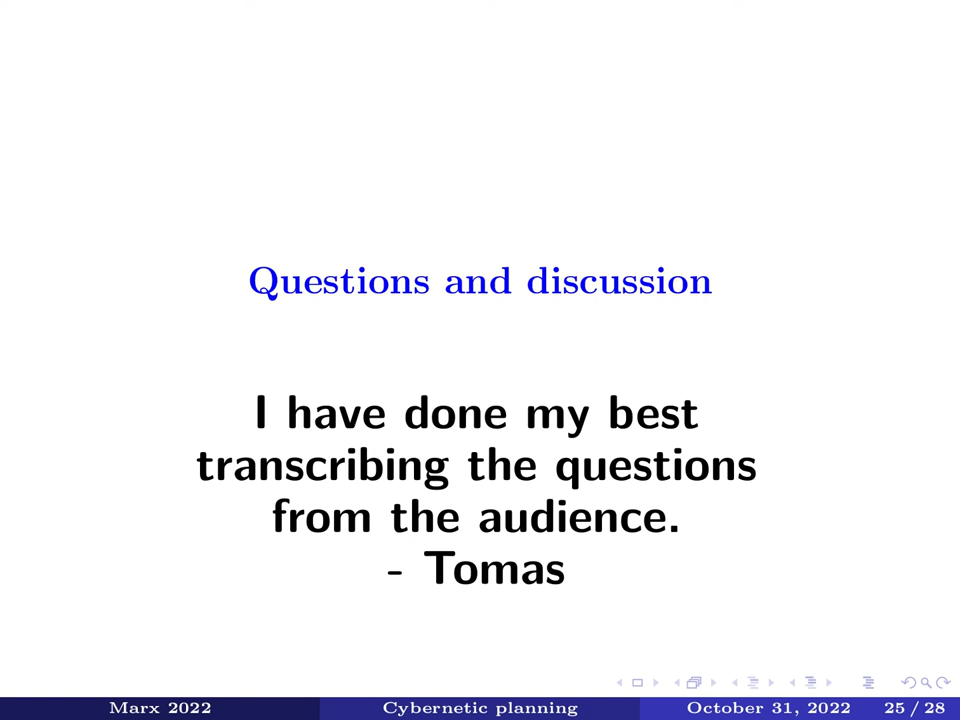 Questions and discussion
I have done my best
transcribing the questions
from the audience.
- Tomas
Marx 2022 Cybernetic planning October 31, 2022 25 / 28